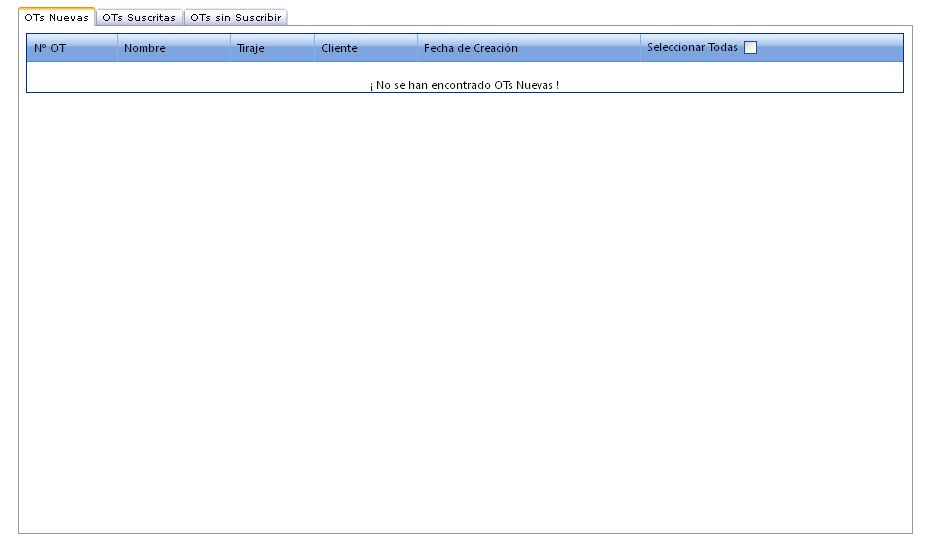 OTs Nuevas OTs Suscritas OTs sin Suscribir
Nº OT Nombre Tiraje Cliente Fecha de Creación Seleccionar Todas
¡ No se han encontrado OTs Nuevas !